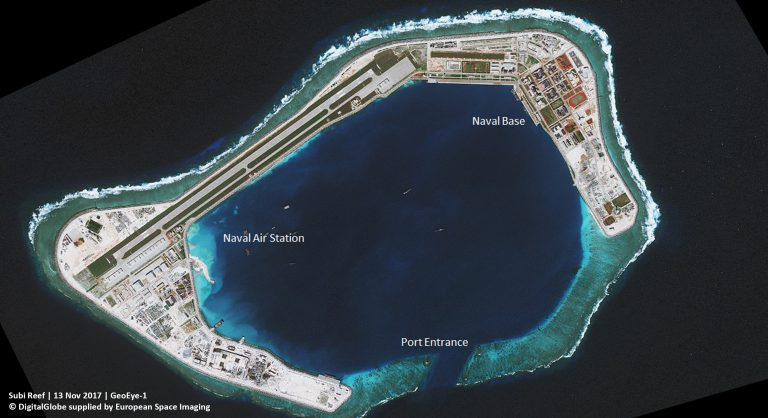 Naval Base
Naval Air Station
Port Entrance
Subi Reef | 13 Nov 2017 | GeoEye-1
© DigitalGlobe supplied by European Space Imaging